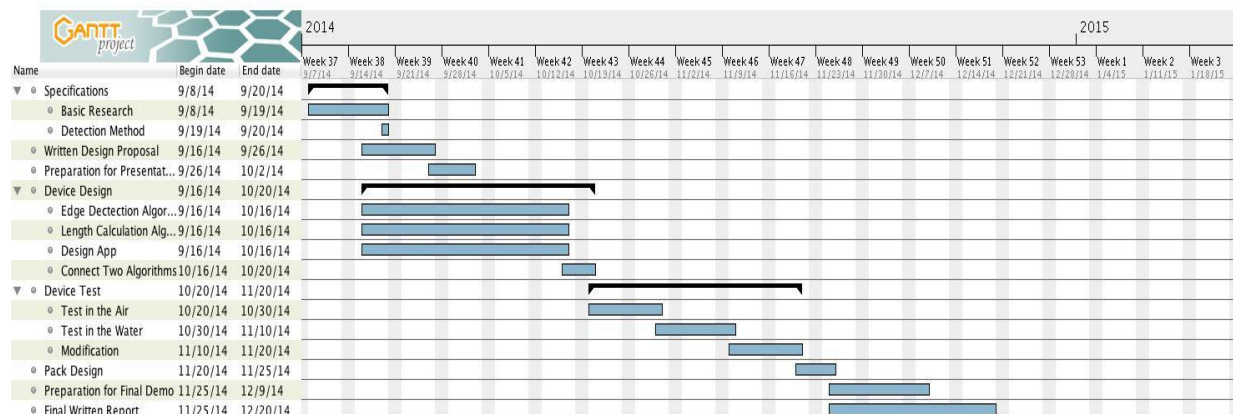 GANTT
project
2014
2015
Week 37 Week 38 Week 39 Week 40 Week 41 Week 42 Week 43 Week 44 Week 45 Week 46 Week 47 Week 48 Week 49 Week 50 Week 51 Week 52 Week 53 Week 1 Week 2 Week 3
Name Begin date End date 9/7/14 9/14/14 9/21/14 9/28/14 10/5/14 10/12/14 10/19/14 10/26/14 11/2/14 11/9/14 11/16/14 11/23/14 11/30/14 12/7/14 12/14/14 12/21/14 12/28/14 1/4/15 1/11/15 1/18/15
Specifications 9/8/14 9/20/14
Basic Research 9/8/14 9/19/14
Detection Method 9/19/14 9/20/14
Written Design Proposal 9/16/14 9/26/14
Preparation for Presentat... 9/26/14 10/2/14
Device Design 9/16/14 10/20/14
Edge Dectection Algor... 9/16/14 10/16/14
Length Calculation Alg... 9/16/14 10/16/14
Design App 9/16/14 10/16/14
Connect Two Algorithms 10/16/14 10/20/14
Device Test 10/20/14 11/20/14
Test in the Air 10/20/14 10/30/14
Test in the Water 10/30/14 11/10/14
Modification 11/10/14 11/20/14
Pack Design 11/20/14 11/25/14
Preparation for Final Demo 11/25/14 12/9/14
Final Written Report 11/25/14 12/20/14